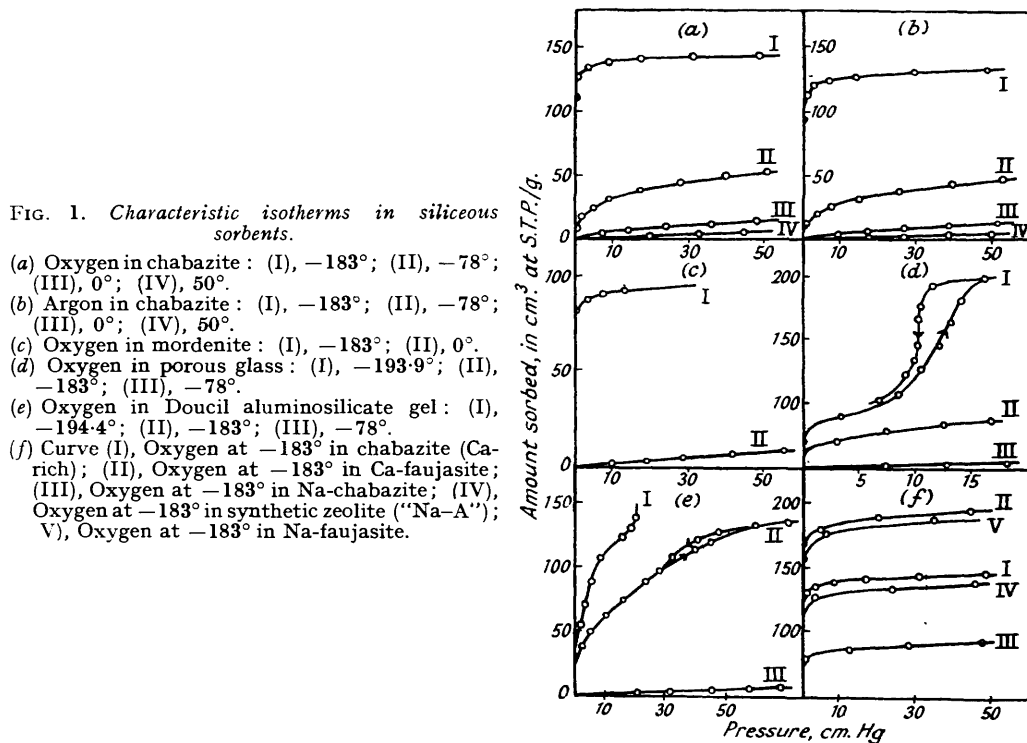 FIG. 1. Characteristic isotherms in siliceous
sorbents.
(a) Oxygen in chabazite : (I), −183°; (II), −78°;
(III), 0°; (IV), 50°.
(b) Argon in chabazite : (I), −183°; (II), −78°;
(III), 0°; (IV), 50°.
(c) Oxygen in mordenite : (I), −183°; (II), 0°.
(d) Oxygen in porous glass : (I), −193·9°; (II),
−183°; (III), −78°.
(e) Oxygen in Doucil aluminosilicate gel : (I),
−194·4°; (II), −183°; (III), −78°.
(f) Curve (I), Oxygen at −183° in chabazite (Ca-
rich); (II), Oxygen at −183° in Ca-faujasite;
(III), Oxygen at −183° in Na-chabazite; (IV),
Oxygen at −183° in synthetic zeolite ("Na–A");
V), Oxygen at −183° in Na-faujasite.
Amount sorbed, in cm³ at S.T.P./g.
(a)
150
100
50
0
I
II
III
IV
10 20 30 40 50
(b)
150
100
50
I
II
III
IV
10 20 30 40 50
(c)
100
50
0
I
II
10 30 50
(d)
200
150
100
50
I
II
III
5 10 15
(e)
150
100
50
0
I
II
III
10 30 50
(f)
200
150
100
II
V
I
IV
III
10 20 30 40 50
Pressure, cm. Hg